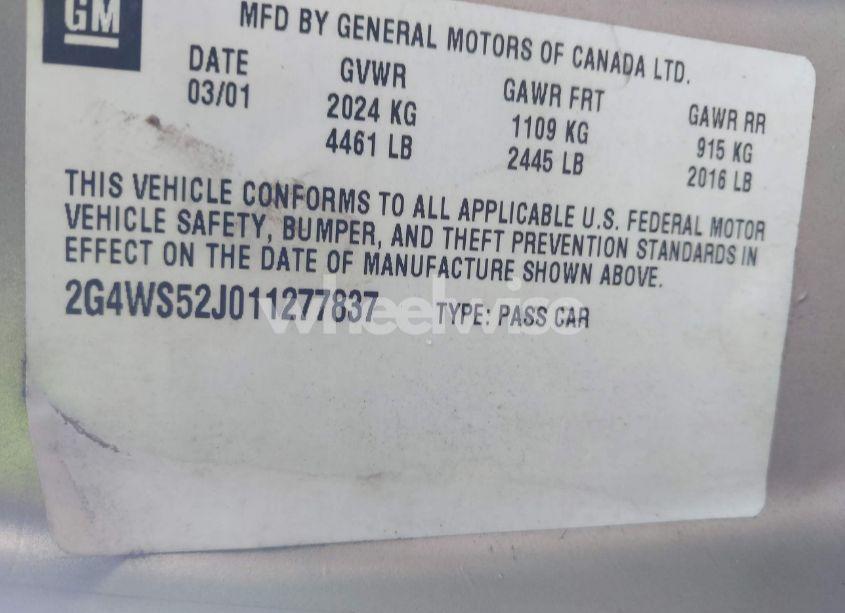 GM
MFD BY GENERAL MOTORS OF CANADA LTD.
DATE GVWR GAWR FRT GAWR RR
03/01 2024 KG 1109 KG 915 KG
4461 LB 2445 LB 2016 LB
THIS VEHICLE CONFORMS TO ALL APPLICABLE U.S. FEDERAL MOTOR
VEHICLE SAFETY, BUMPER, AND THEFT PREVENTION STANDARDS IN
EFFECT ON THE DATE OF MANUFACTURE SHOWN ABOVE.
2G4WS52J011277837 TYPE: PASS CAR
wheelwise